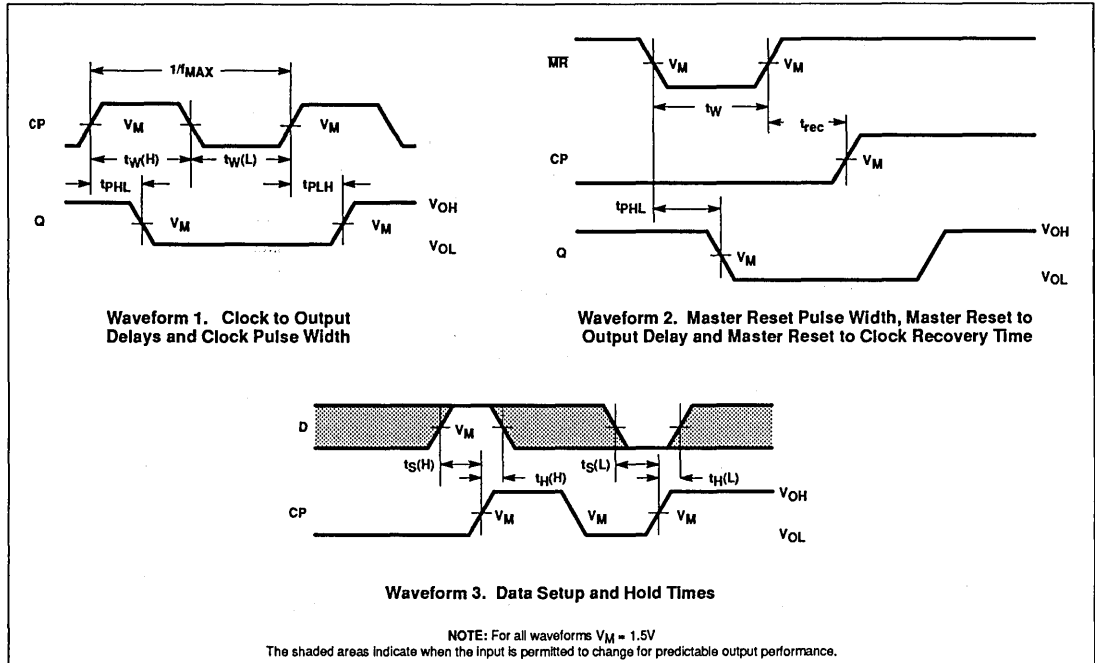 1/fMAX
CP
VM
VM
tW(H)
tW(L)
tPHL
tPLH
Q
VM
VM
VOH
VOL
Waveform 1. Clock to Output
Delays and Clock Pulse Width
MR
VM
VM
tW
trec
CP
VM
tPHL
Q
VM
VOH
VOL
Waveform 2. Master Reset Pulse Width, Master Reset to
Output Delay and Master Reset to Clock Recovery Time
D
VM
tS(H)
tH(H)
tS(L)
tH(L)
CP
VM
VM
VM
VOH
VOL
Waveform 3. Data Setup and Hold Times
NOTE: For all waveforms VM = 1.5V
The shaded areas indicate when the input is permitted to change for predictable output performance.